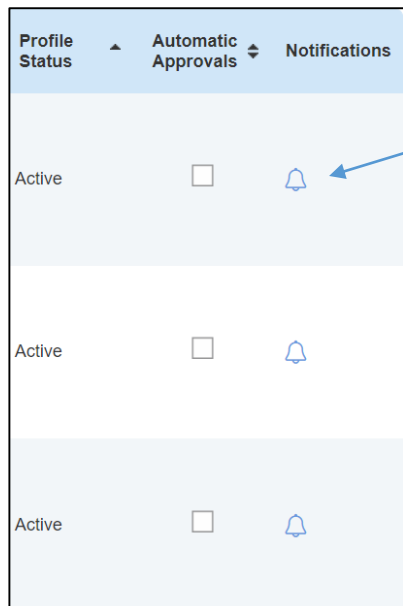 Profile Status
Automatic Approvals
Notifications
Active
Active
Active